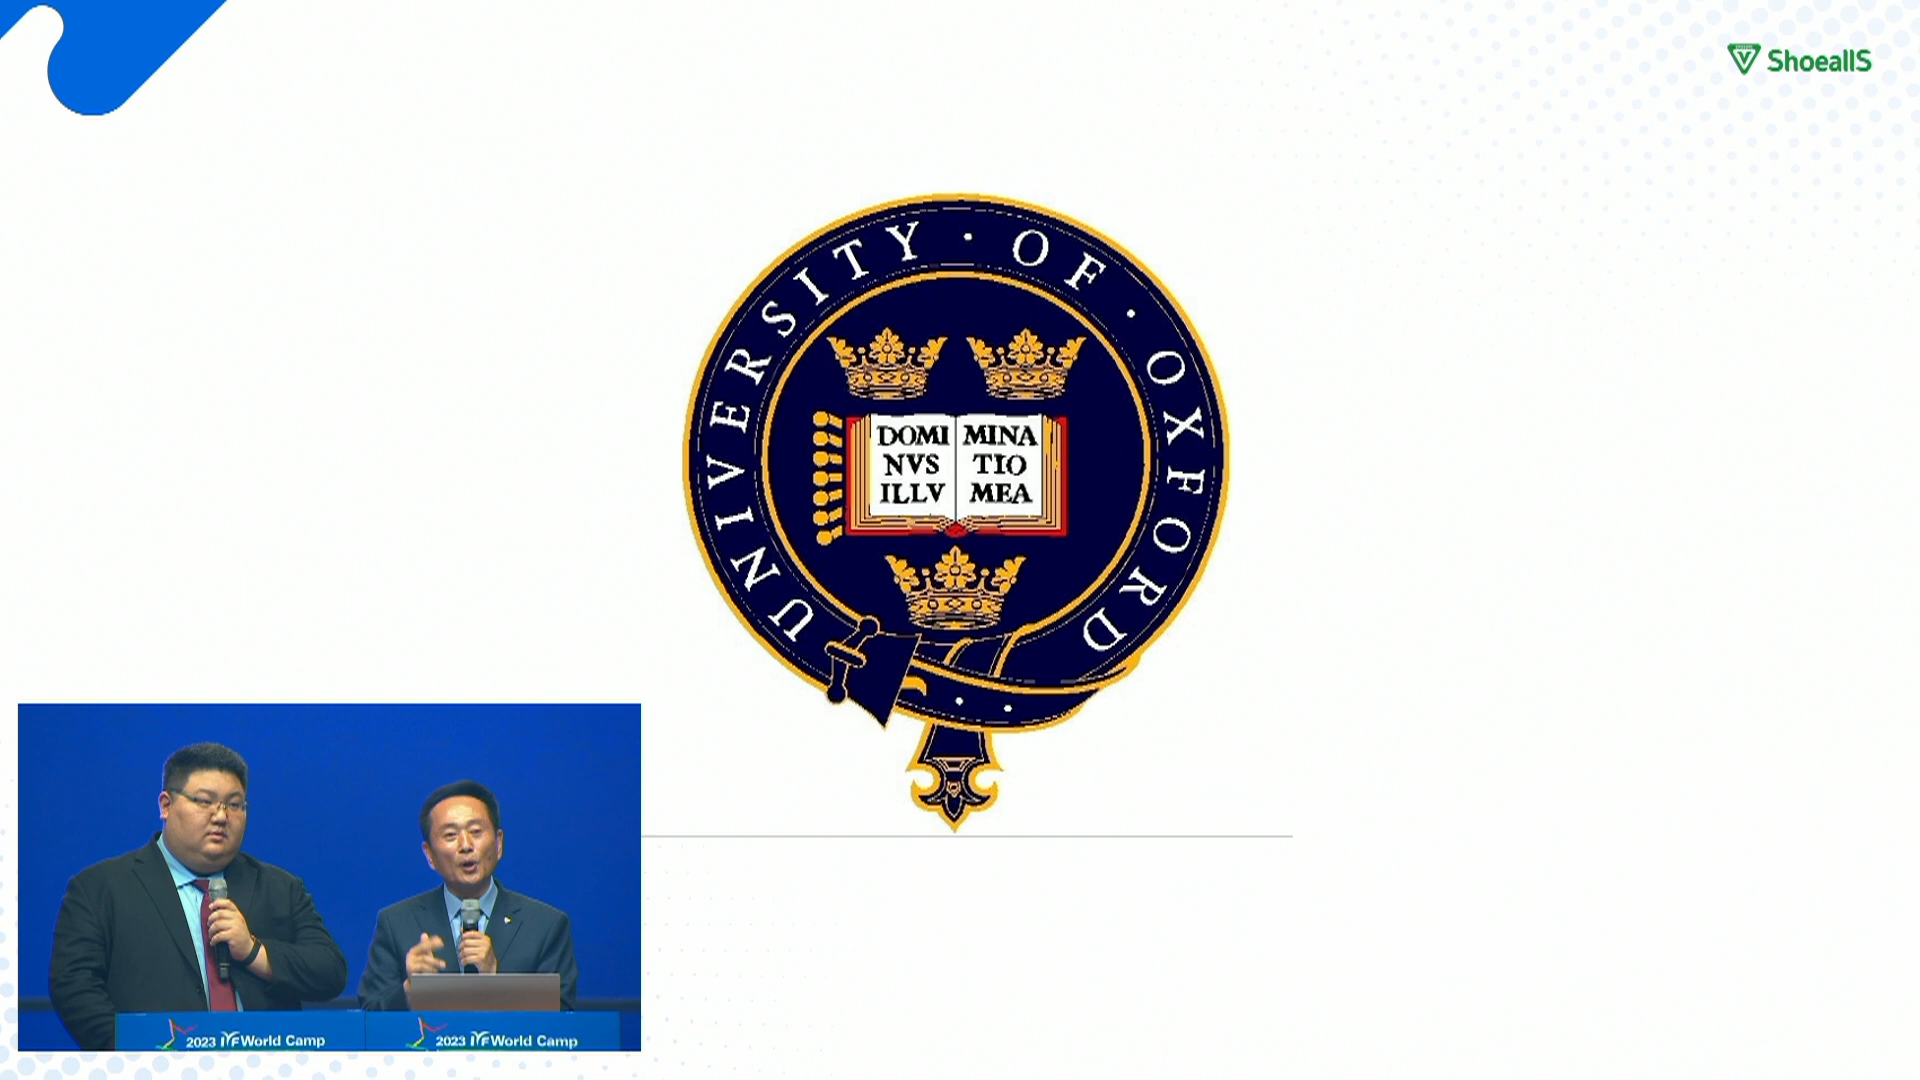 ShoeallS
UNIVERSITY · OF · OXFORD
DOMI MINA
NVS TIO
ILLV MEA
2023 IYF World Camp
2023 IYF World Camp